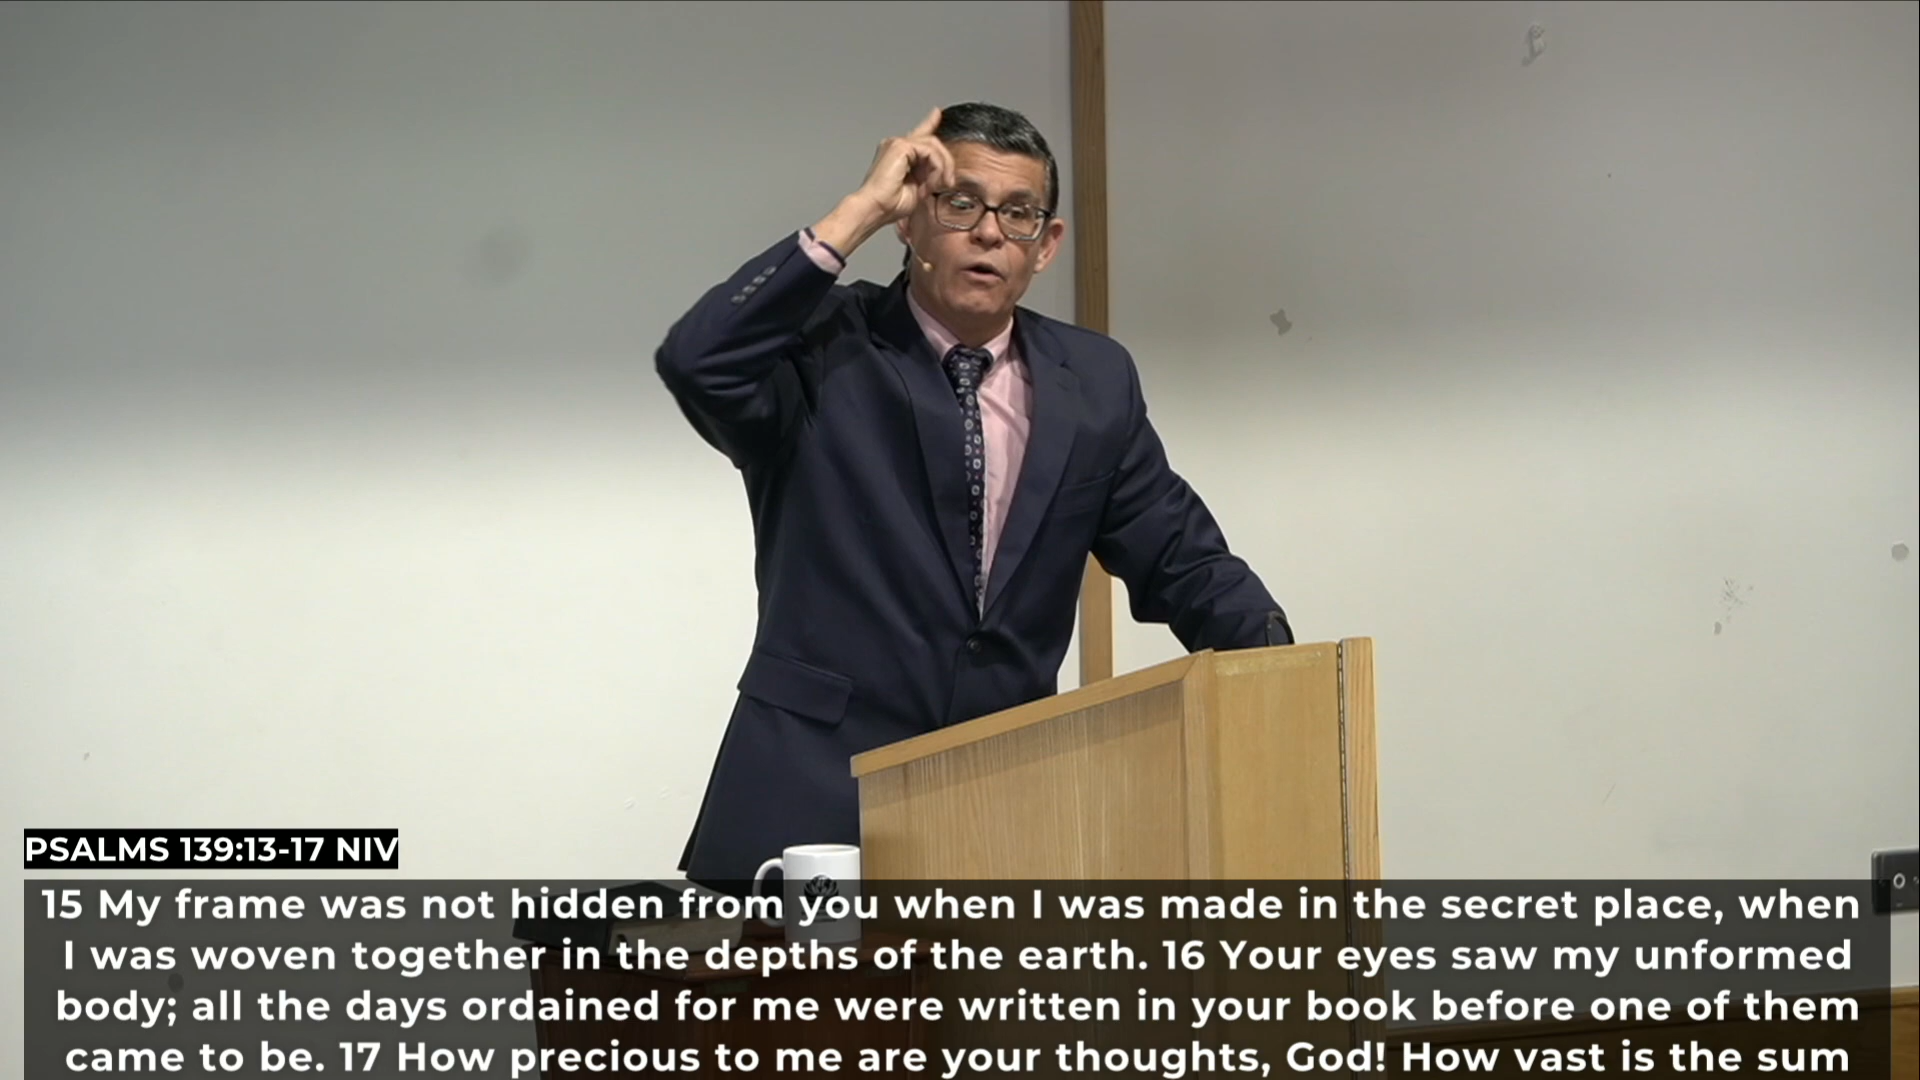 PSALMS 139:13-17 NIV
15 My frame was not hidden from you when I was made in the secret place, when
I was woven together in the depths of the earth. 16 Your eyes saw my unformed
body; all the days ordained for me were written in your book before one of them
came to be. 17 How precious to me are your thoughts, God! How vast is the sum